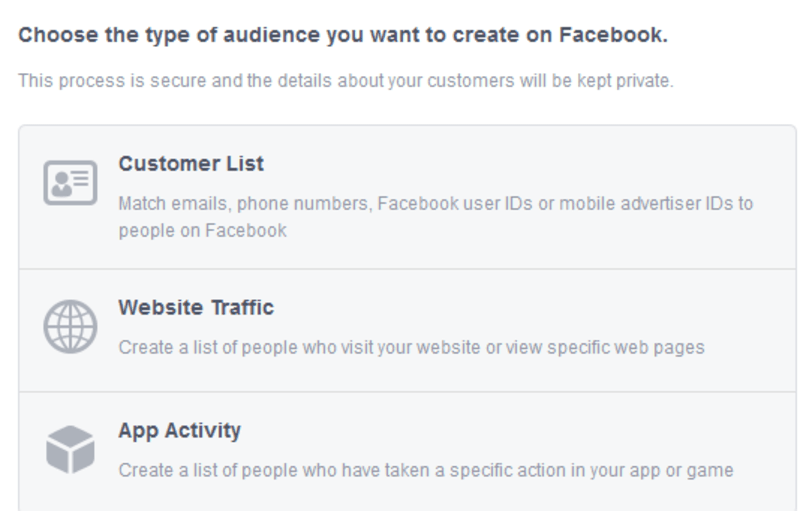 Choose the type of audience you want to create on Facebook.
This process is secure and the details about your customers will be kept private.
Customer List
Match emails, phone numbers, Facebook user IDs or mobile advertiser IDs to
people on Facebook
Website Traffic
Create a list of people who visit your website or view specific web pages
App Activity
Create a list of people who have taken a specific action in your app or game